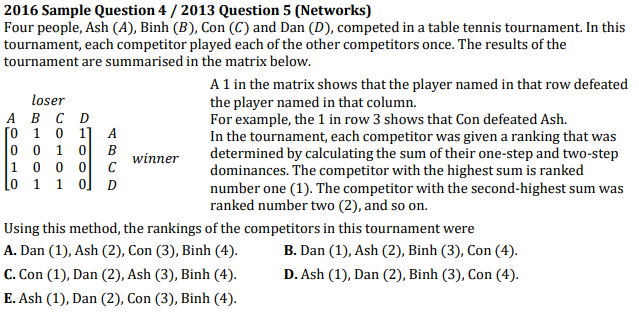 2016 Sample Question 4 / 2013 Question 5 (Networks)
Four people, Ash (A), Binh (B), Con (C) and Dan (D), competed in a table tennis tournament. In this
tournament, each competitor played each of the other competitors once. The results of the
tournament are summarised in the matrix below.
loser
A B C D
[0 1 0 1] A
[0 0 1 0] B
[1 0 0 0] C
[0 1 1 0] D
winner
A 1 in the matrix shows that the player named in that row defeated
the player named in that column.
For example, the 1 in row 3 shows that Con defeated Ash.
In the tournament, each competitor was given a ranking that was
determined by calculating the sum of their one-step and two-step
dominances. The competitor with the highest sum is ranked
number one (1). The competitor with the second-highest sum was
ranked number two (2), and so on.
Using this method, the rankings of the competitors in this tournament were
A. Dan (1), Ash (2), Con (3), Binh (4). B. Dan (1), Ash (2), Binh (3), Con (4).
C. Con (1), Dan (2), Ash (3), Binh (4). D. Ash (1), Dan (2), Binh (3), Con (4).
E. Ash (1), Dan (2), Con (3), Binh (4).